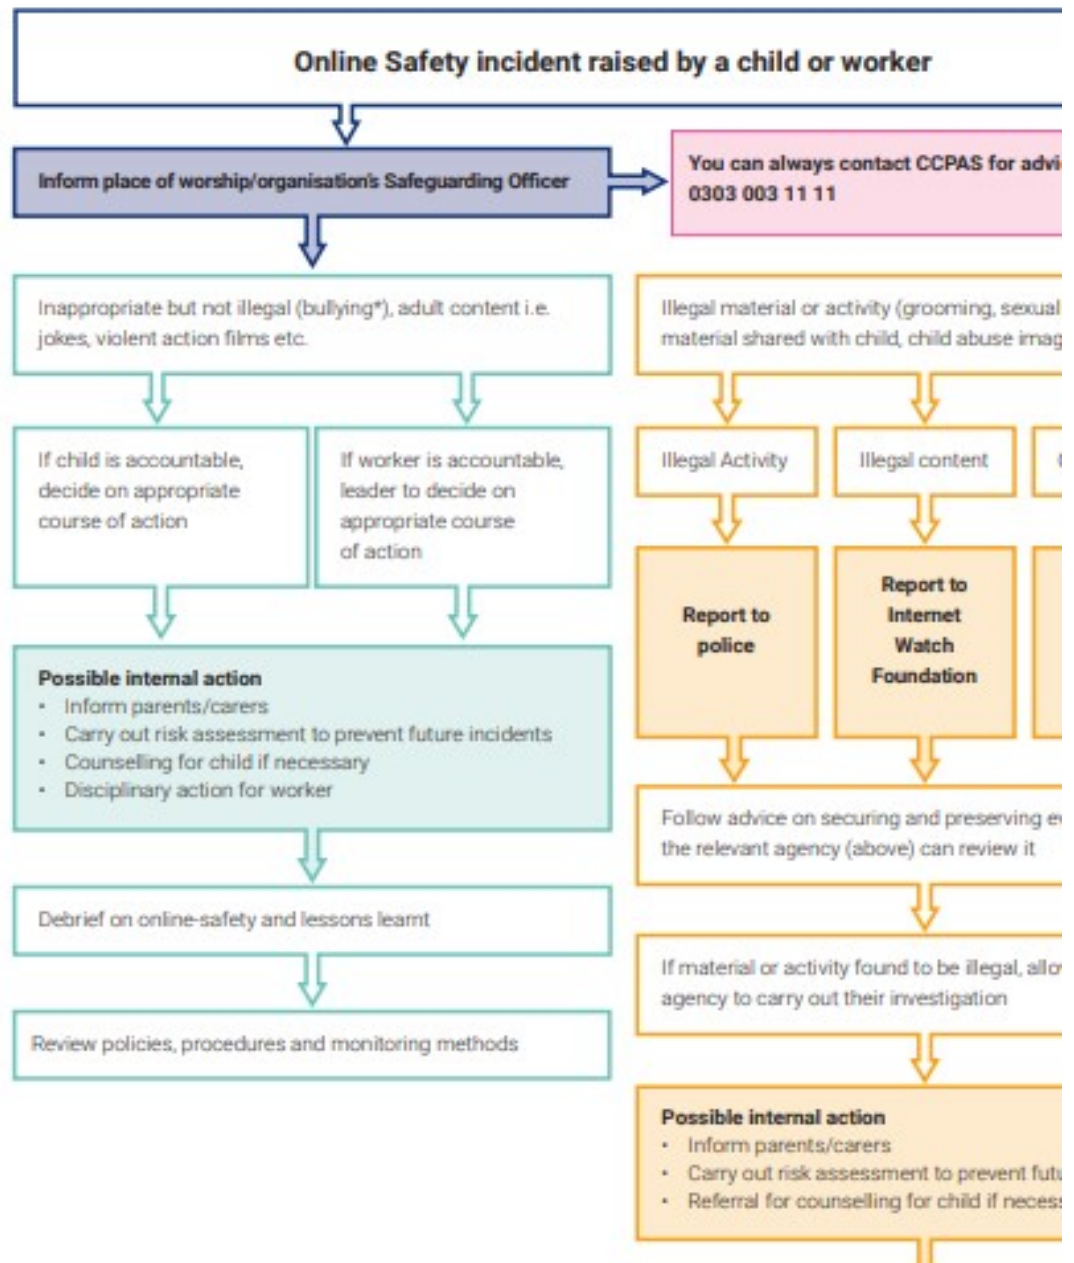 Online Safety incident raised by a child or worker
Inform place of worship/organisation's Safeguarding Officer
You can always contact CCPAS for
0303 003 11 11
Inappropriate but not illegal (bullying*), adult content i.e.
jokes, violent action films etc.
If child is accountable,
decide on appropriate
course of action
If worker is accountable,
leader to decide on
appropriate course
of action
Possible internal action
• Inform parents/carers
• Carry out risk assessment to prevent future incidents
• Counselling for child if necessary
• Disciplinary action for worker
Debrief on online-safety and lessons learnt
Review policies, procedures and monitoring methods
Illegal material or activity (grooming, sexual
material shared with child, child abuse
Illegal Activity
Illegal content
Report to
police
Report to
Internet
Watch
Foundation
Follow advice on securing and preserving
the relevant agency (above) can review it
If material or activity found to be illegal,
agency to carry out their investigation
Possible internal action
• Inform parents/carers
• Carry out risk assessment to prevent
• Referral for counselling for child if